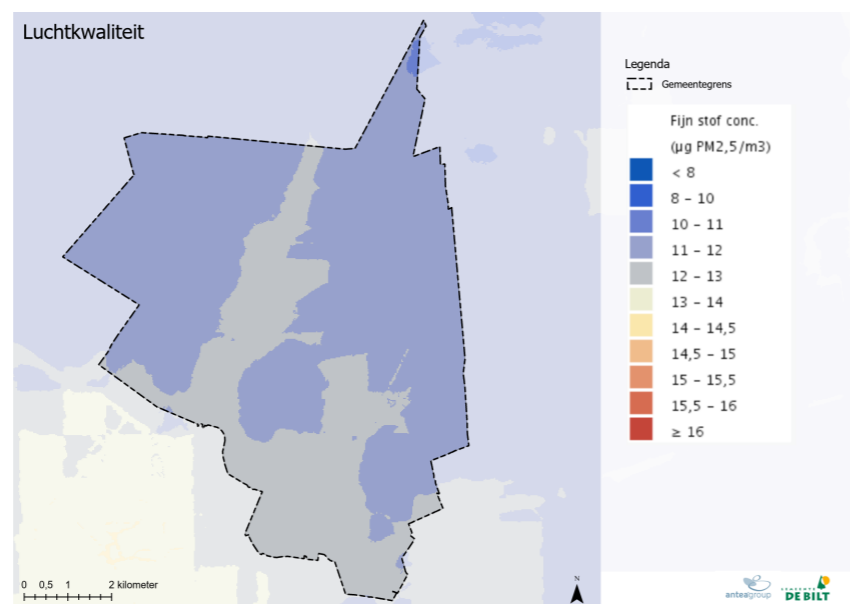 Luchtkwaliteit
Legenda
Gemeentegrens
Fijn stof conc.
(µg PM2,5/m3)
< 8
8 – 10
10 – 11
11 – 12
12 – 13
13 – 14
14 – 14,5
14,5 – 15
15 – 15,5
15,5 – 16
≥ 16
0 0,5 1 2 kilometer
N
anteagroup
GEMEENTE
DE BILT